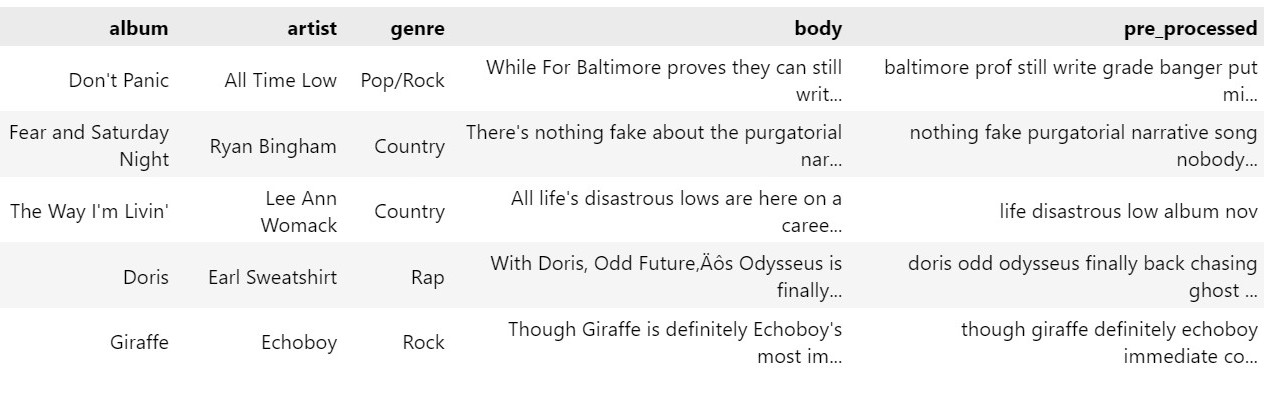 album artist genre body pre_processed
Don't Panic All Time Low Pop/Rock While For Baltimore proves they can still writ... baltimore prof still write grade banger put mi...
Fear and Saturday Night Ryan Bingham Country There's nothing fake about the purgatorial nar... nothing fake purgatorial narrative song nobody...
The Way I'm Livin' Lee Ann Womack Country All life's disastrous lows are here on a caree... life disastrous low album nov
Doris Earl Sweatshirt Rap With Doris, Odd Future‚Äôs Odysseus is finally... doris odd odysseus finally back chasing ghost ...
Giraffe Echoboy Rock Though Giraffe is definitely Echoboy's most im... though giraffe definitely echoboy immediate co...